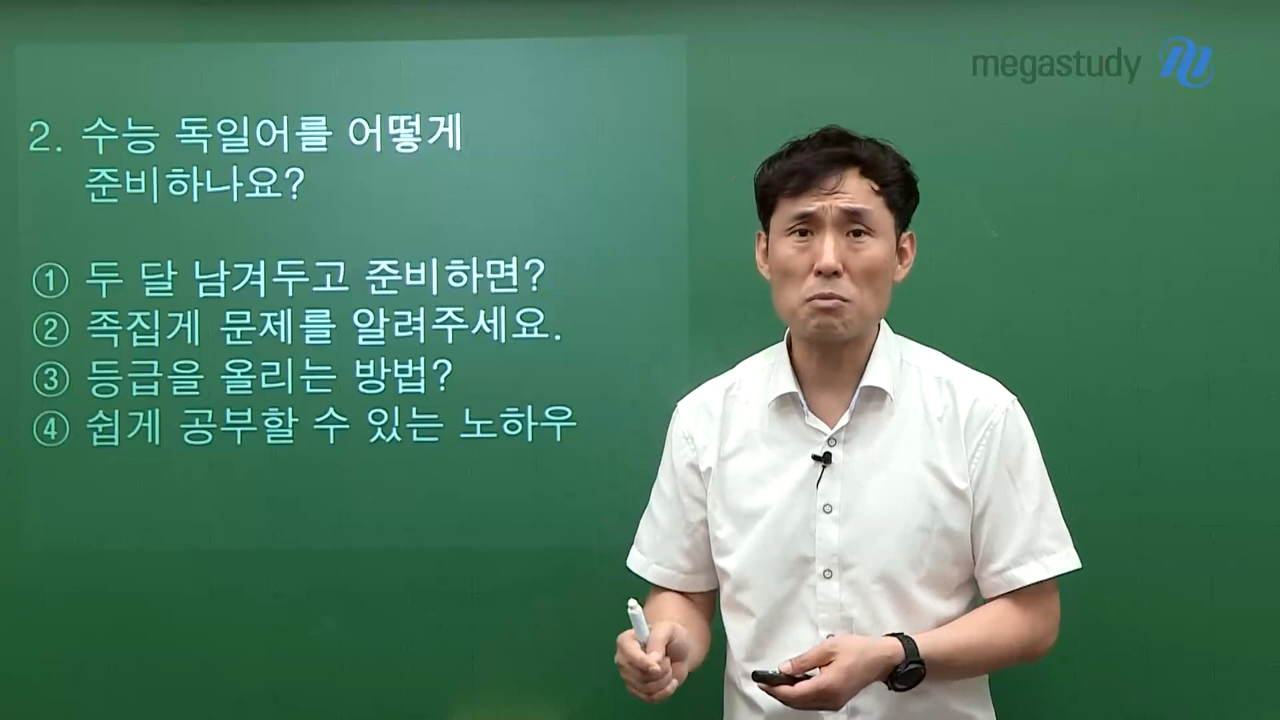 megastudy
2. 수능 독일어를 어떻게
준비하나요?
① 두 달 남겨두고 준비하면?
② 족집게 문제를 알려주세요.
③ 등급을 올리는 방법?
④ 쉽게 공부할 수 있는 노하우